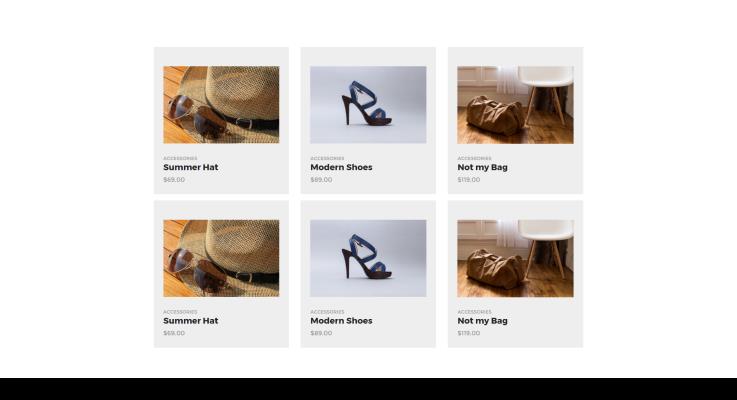 ACCESSORIES
Summer Hat
$69.00
ACCESSORIES
Modern Shoes
$89.00
ACCESSORIES
Not my Bag
$119.00
ACCESSORIES
Summer Hat
$69.00
ACCESSORIES
Modern Shoes
$89.00
ACCESSORIES
Not my Bag
$119.00